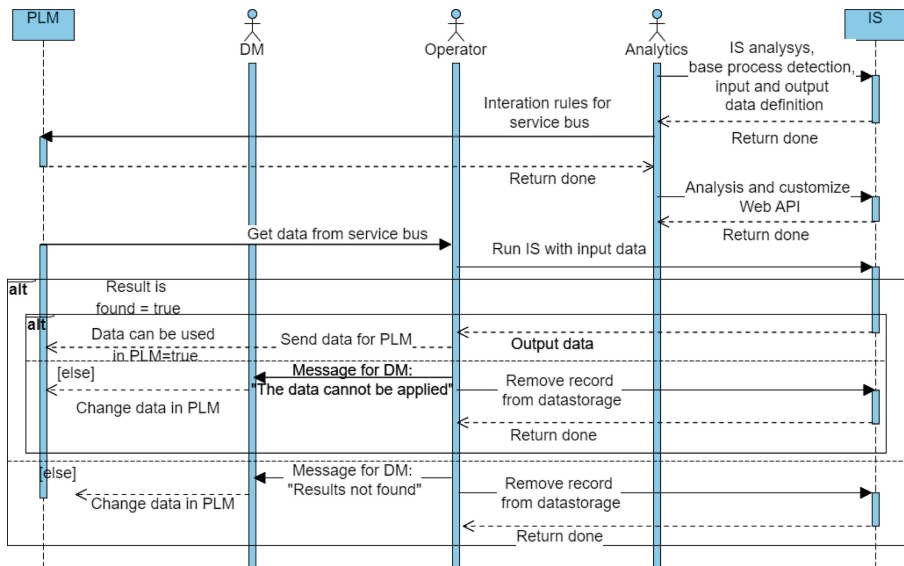 PLM
IS
DM
Operator
Analytics
IS analysys,
base process detection,
input and output
data definition
Interation rules for
service bus
Return done
Return done
Analysis and customize
Web API
Return done
Get data from service bus
Run IS with input data
alt
Result is
found = true
alt
Data can be used
in PLM=true
Send data for PLM
Output data
[else]
Message for DM:
"The data cannot be applied"
Remove record
from datastorage
Change data in PLM
Return done
[else]
Message for DM:
"Results not found"
Remove record
from datastorage
Change data in PLM
Return done